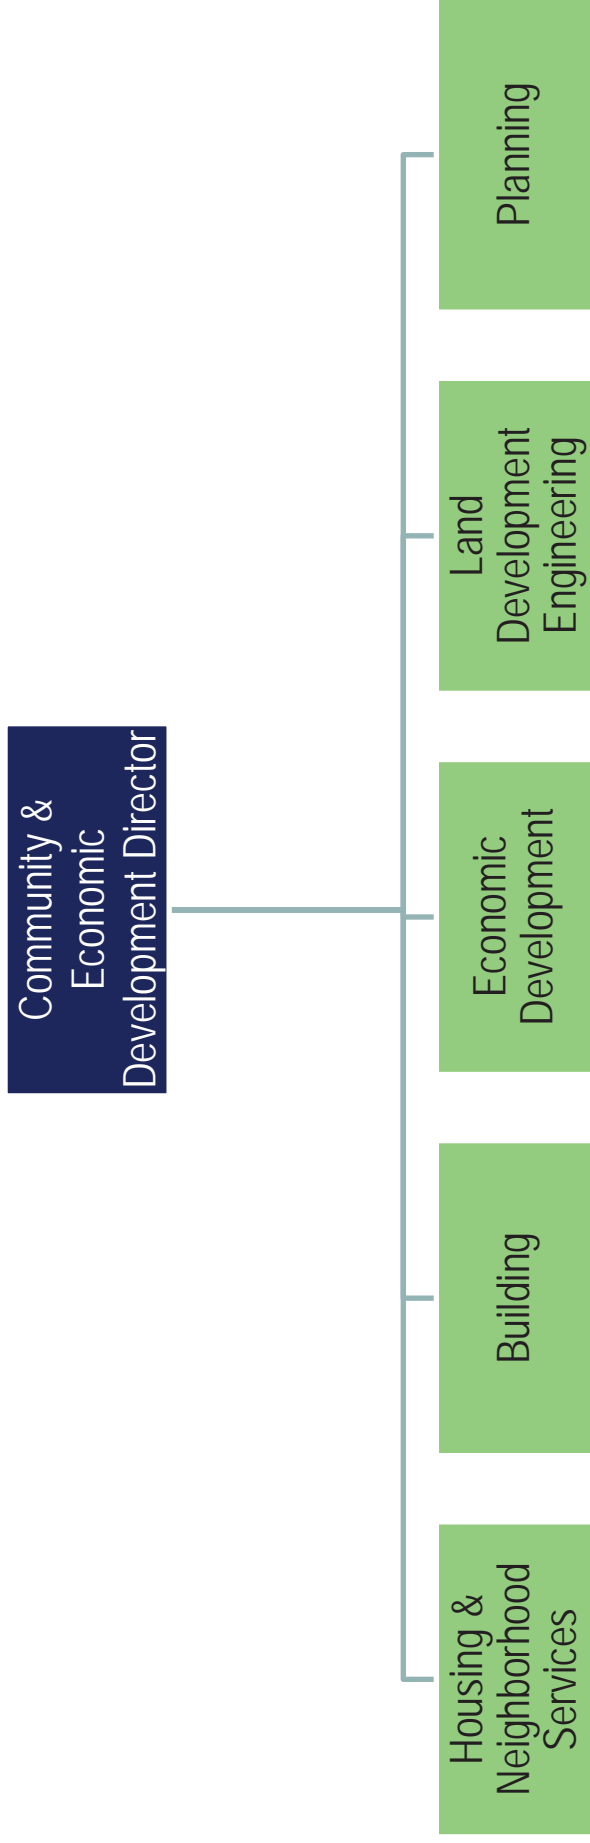 Community &
Economic
Development Director
Housing &
Neighborhood
Services
Building
Economic
Development
Land
Development
Engineering
Planning